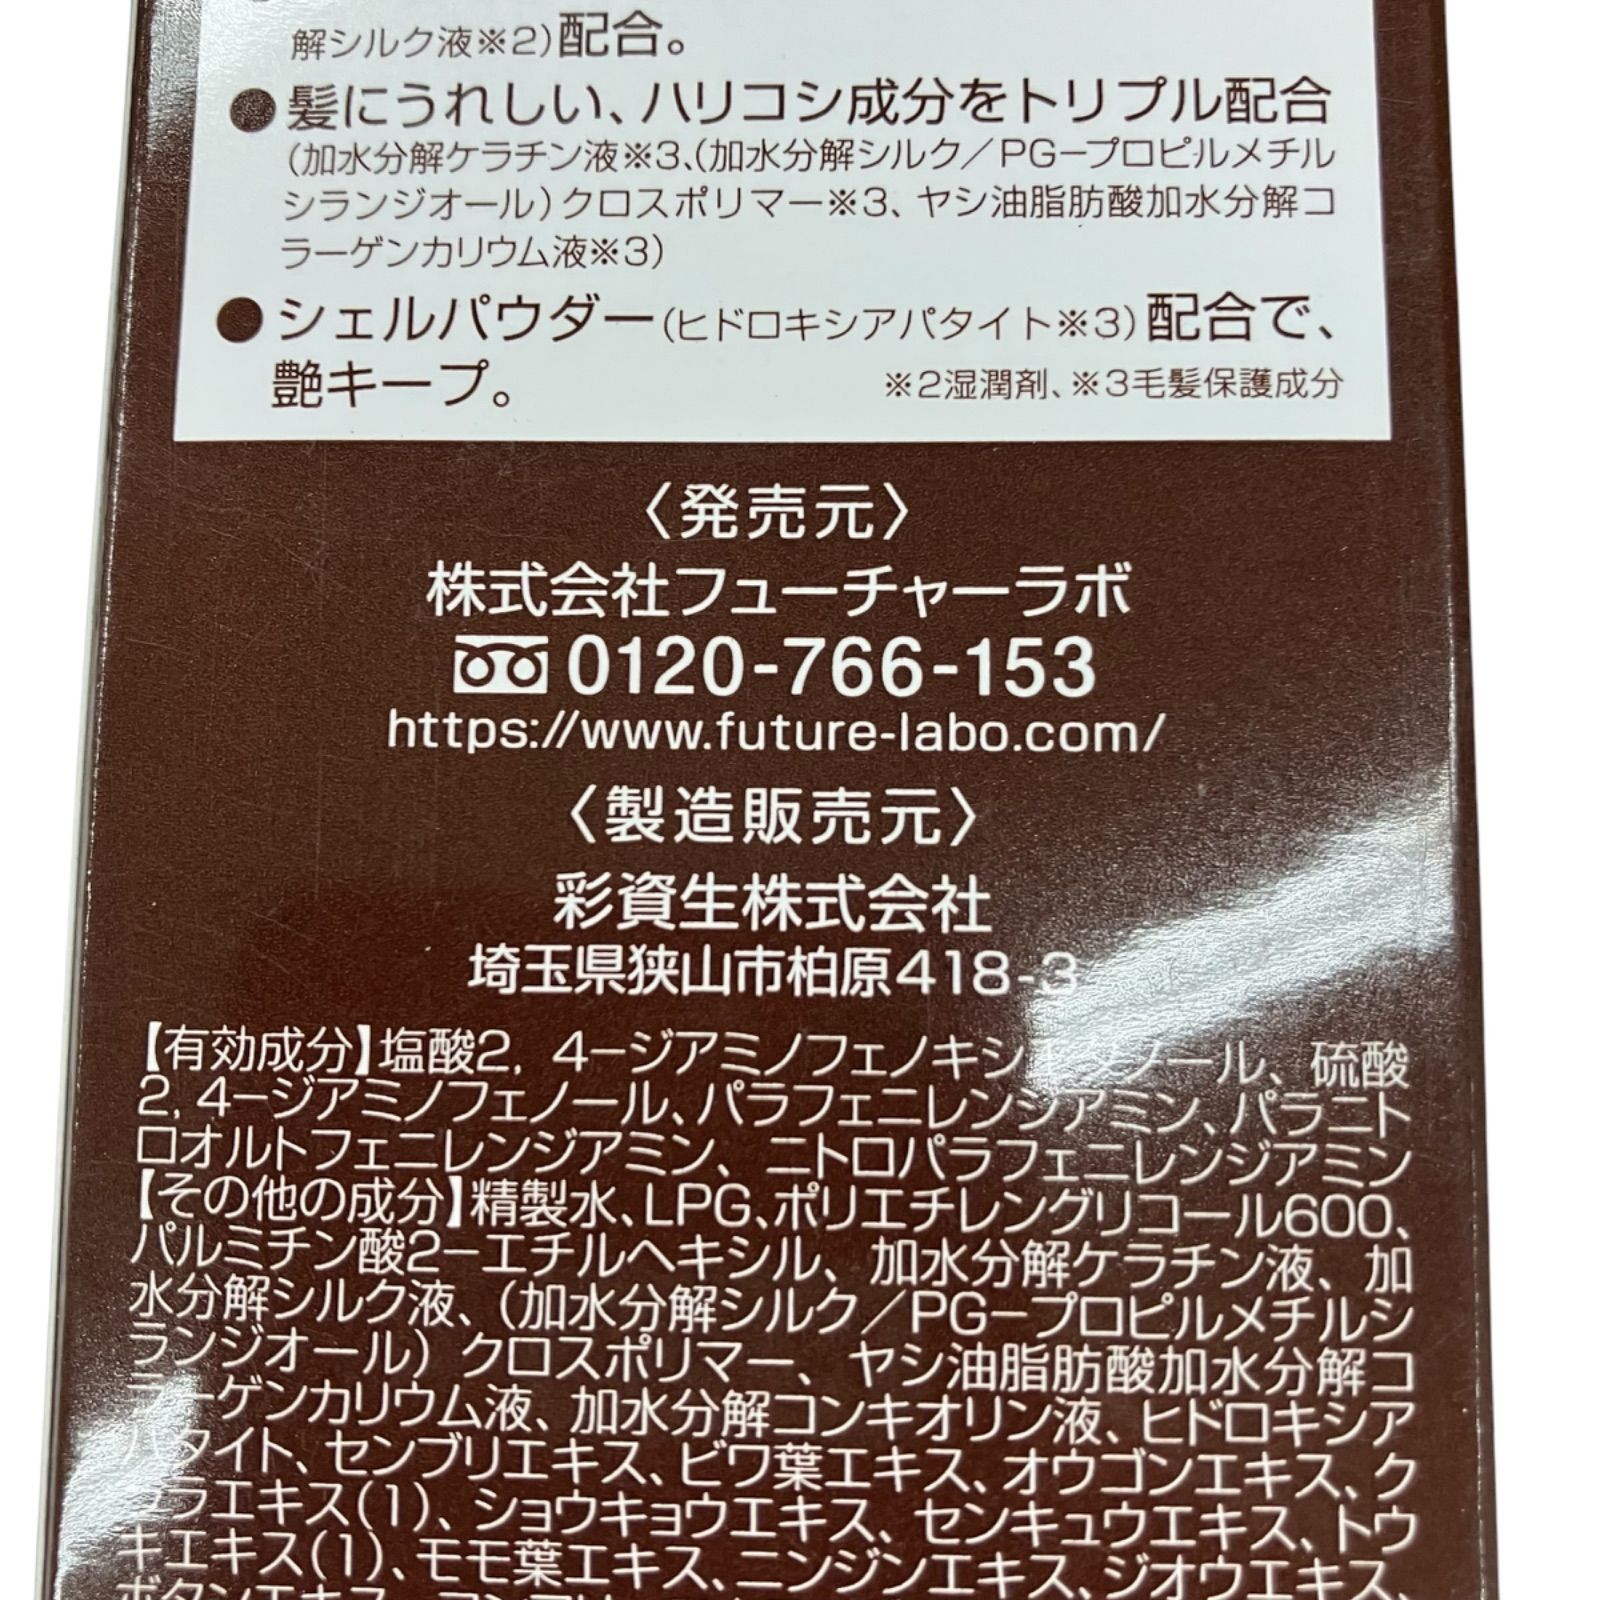 解シルク液※2)配合。
●髪にうれしい、ハリコシ成分をトリプル配合
(加水分解ケラチン液※3、(加水分解シルク/PG-プロピルメチル
シランジオール)クロスポリマー※3、ヤシ油脂肪酸加水分解コ
ラーゲンカリウム液※3)
●シェルパウダー(ヒドロキシアパタイト※3)配合で、
艶キープ。 ※2湿潤剤、※3毛髪保護成分
〈発売元〉
株式会社フューチャーラボ
0120-766-153
https://www.future-labo.com/
〈製造販売元〉
彩資生株式会社
埼玉県狭山市柏原418-3
【有効成分】塩酸2, 4-ジアミノフェノキシエタノール、硫酸
2, 4-ジアミノフェノール、パラフェニレンジアミン、パラニト
ロオルトフェニレンジアミン、ニトロパラフェニレンジアミン
【その他の成分】精製水、LPG、ポリエチレングリコール600、
パルミチン酸2-エチルヘキシル、加水分解ケラチン液、加
水分解シルク液、(加水分解シルク/PG-プロピルメチルシ
ランジオール)クロスポリマー、ヤシ油脂肪酸加水分解コ
ラーゲンカリウム液、加水分解コンキオリン液、ヒドロキシア
パタイト、センブリエキス、ビワ葉エキス、オウゴンエキス、ク
ララエキス(1)、ショウキョウエキス、センキュウエキス、トウ
キエキス(1)、モモ葉エキス、ニンジンエキス、ジオウエキス、
ボタンエキス、